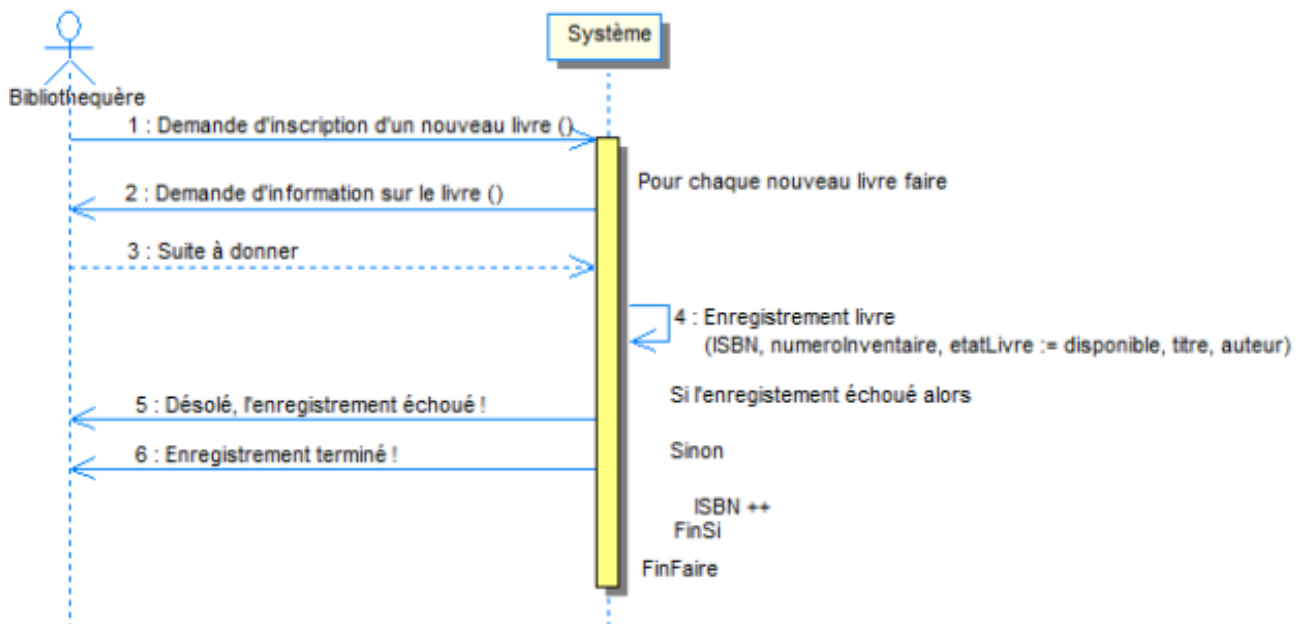 Système
Bibliothequère
1 : Demande d'inscription d'un nouveau livre ()
Pour chaque nouveau livre faire
2 : Demande d'information sur le livre ()
3 : Suite à donner
4 : Enregistrement livre
(ISBN, numeroInventaire, etatLivre := disponible, titre, auteur)
Si l'enregistement échoué alors
5 : Désolé, l'enregistrement échoué !
Sinon
6 : Enregistrement terminé !
ISBN ++
FinSi
FinFaire